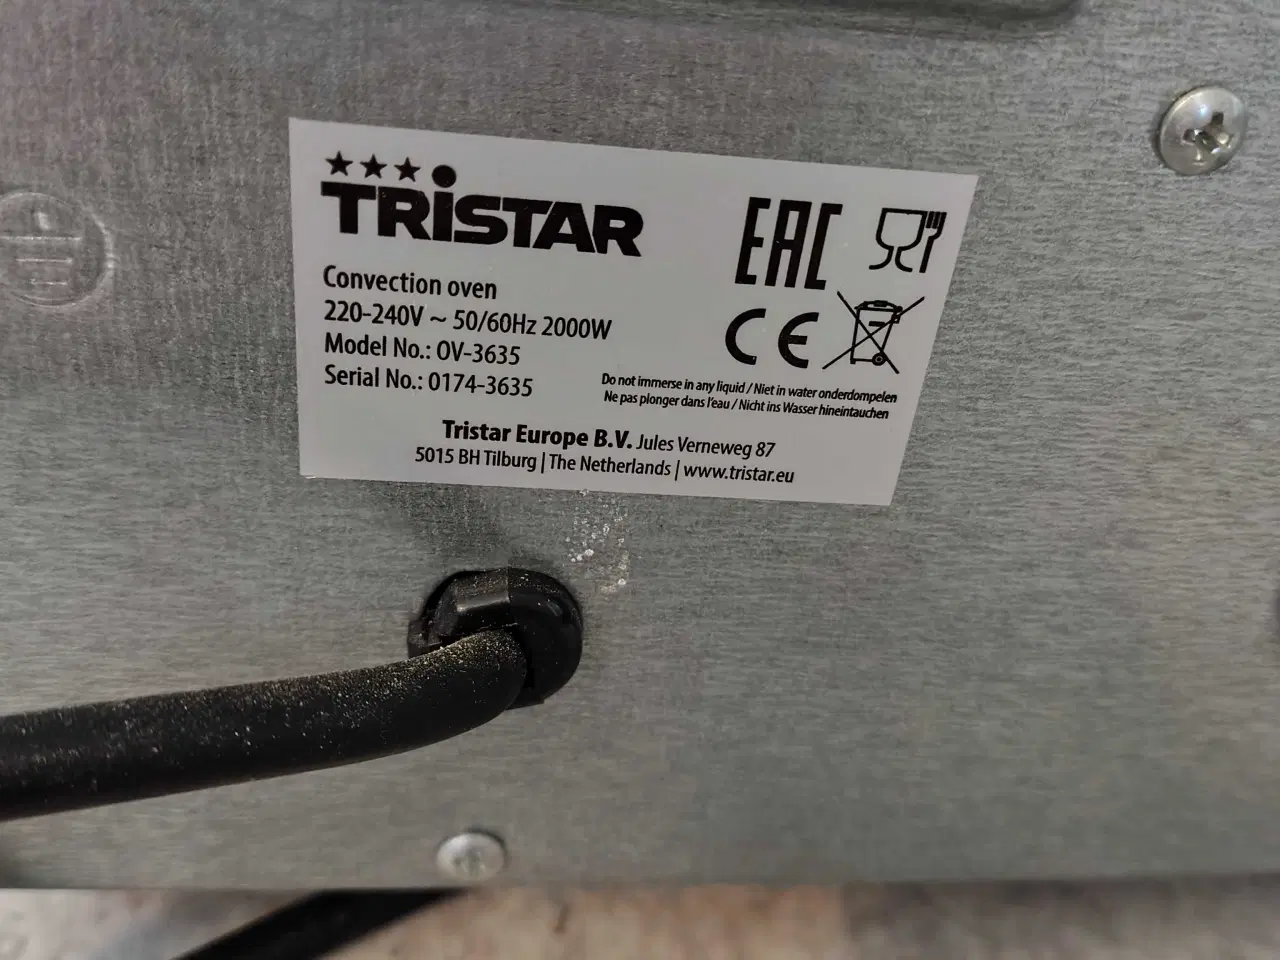 TRISTAR
Convection oven
220-240V ~ 50/60Hz 2000W
Model No.: OV-3635
Serial No.: 0174-3635
EAC
CE
Do not immerse in any liquid / Niet in water onderdompelen
Ne pas plonger dans l'eau / Nicht ins Wasser hineintauchen
Tristar Europe B.V. Jules Verneweg 87
5015 BH Tilburg | The Netherlands | www.tristar.eu